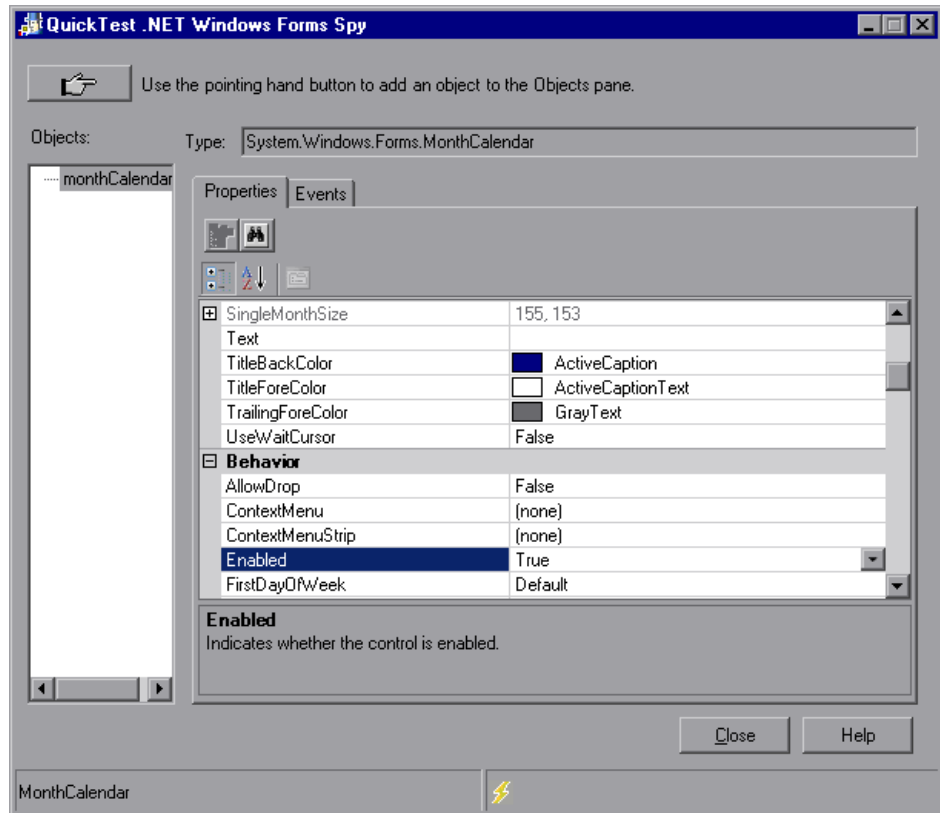 QuickTest .NET Windows Forms Spy
Use the pointing hand button to add an object to the Objects pane.
Objects:
Type: System.Windows.Forms.MonthCalendar
monthCalendar
Properties Events
SingleMonthSize 155, 153
Text
TitleBackColor ActiveCaption
TitleForeColor ActiveCaptionText
TrailingForeColor GrayText
UseWaitCursor False
Behavior
AllowDrop False
ContextMenu (none)
ContextMenuStrip (none)
Enabled True
FirstDayOfWeek Default
Enabled
Indicates whether the control is enabled.
Close Help
MonthCalendar